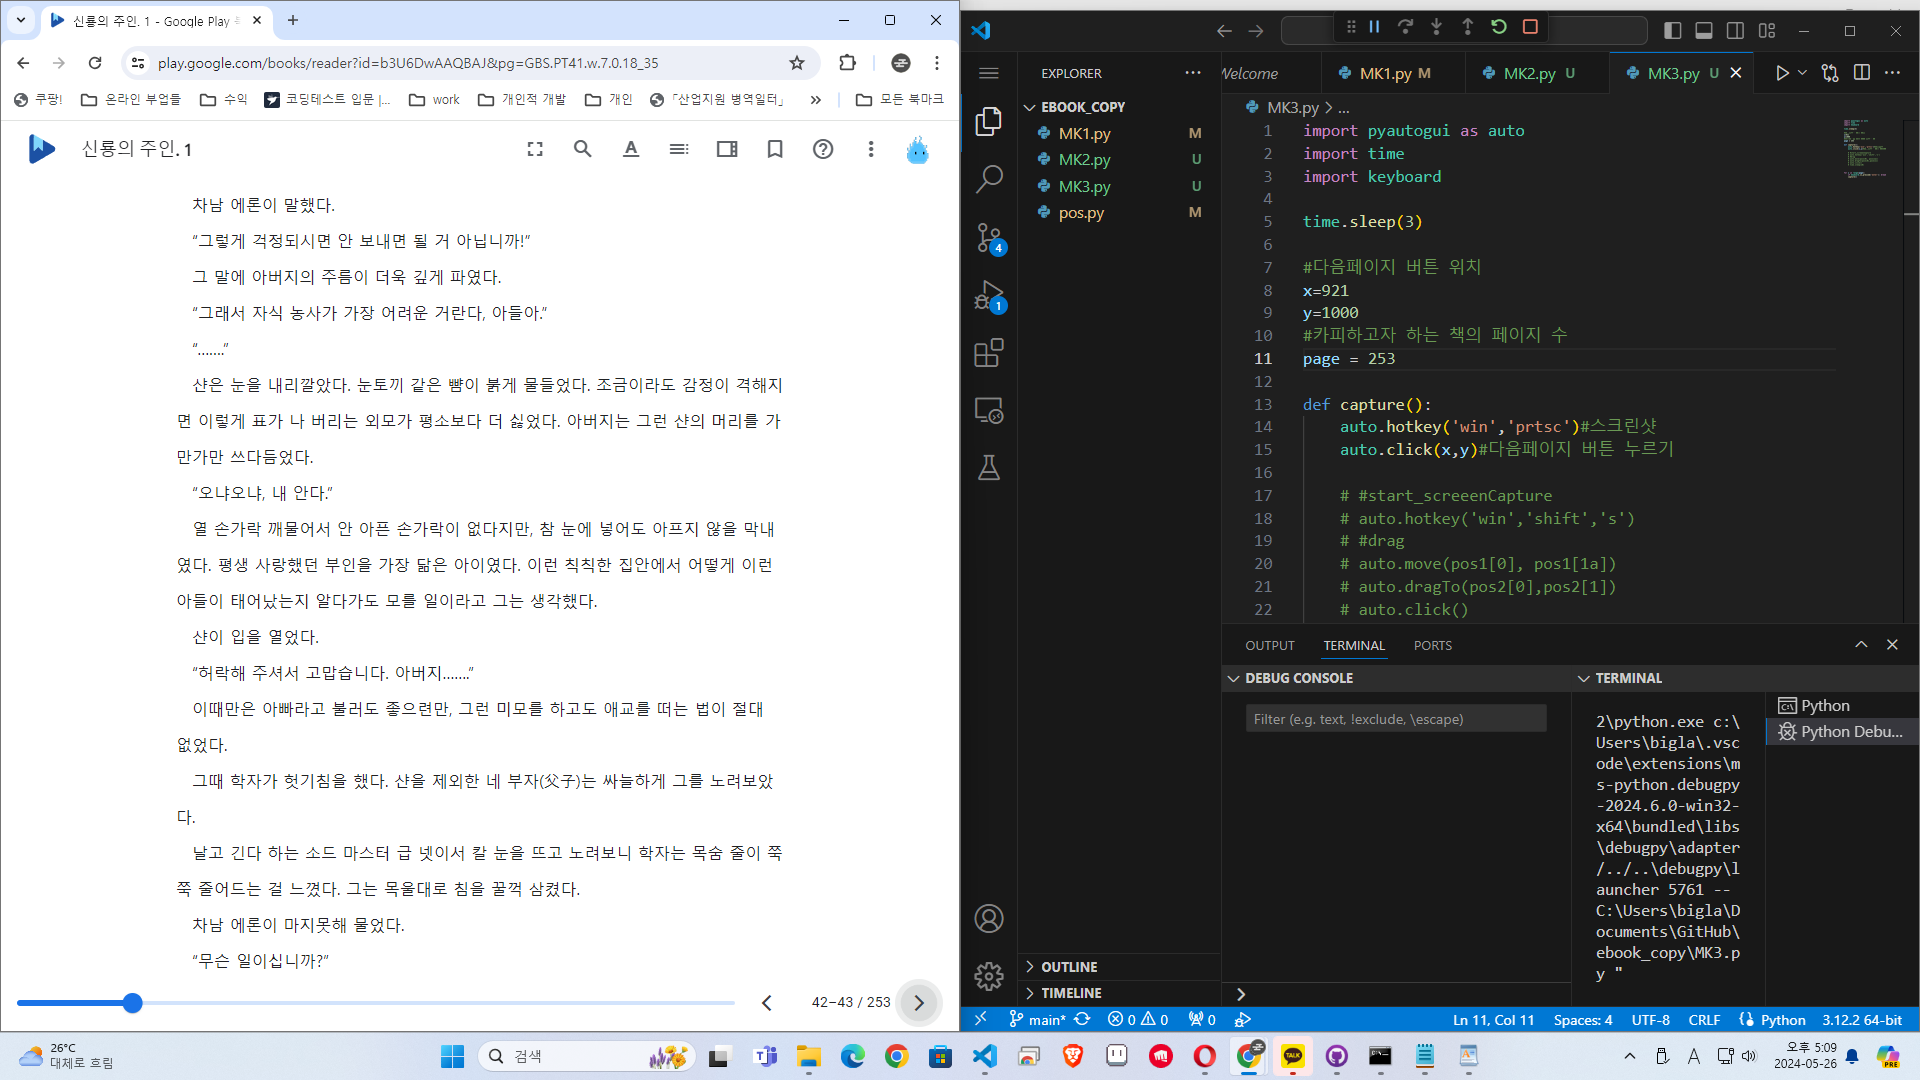 신룡의 주인. 1 - Google Play
play.google.com/books/reader?id=b3U6DwAAQBAJ&pg=GBS.PT41.w.7.0.18_35
쿠팡!
온라인 부업들
수익
코딩테스트 입문 |...
work
개인적 개발
개인
「산업지원 병역일터」
모든 북마크
신룡의 주인. 1
차남 에론이 말했다.
“그렇게 걱정되시면 안 보내면 될 거 아닙니까!”
그 말에 아버지의 주름이 더욱 깊게 파였다.
“그래서 자식 농사가 가장 어려운 거란다, 아들아.”
“…….”
샨은 눈을 내리깔았다. 눈토끼 같은 뺨이 붉게 물들었다. 조금이라도 감정이 격해지
면 이렇게 표가 나 버리는 외모가 평소보다 더 싫었다. 아버지는 그런 샨의 머리를 가
만가만 쓰다듬었다.
“오냐오냐, 내 안다.”
열 손가락 깨물어서 안 아픈 손가락이 없다지만, 참 눈에 넣어도 아프지 않을 막내
였다. 평생 사랑했던 부인을 가장 닮은 아이였다. 이런 칙칙한 집안에서 어떻게 이런
아들이 태어났는지 알다가도 모를 일이라고 그는 생각했다.
샨이 입을 열었다.
“허락해 주셔서 고맙습니다. 아버지…….”
이때만은 아빠라고 불러도 좋으련만, 그런 미모를 하고도 애교를 떠는 법이 절대
없었다.
그때 학자가 헛기침을 했다. 샨을 제외한 네 부자(父子)는 싸늘하게 그를 노려보았
다.
날고 긴다 하는 소드 마스터 급 넷이서 칼 눈을 뜨고 노려보니 학자는 목숨 줄이 쭉
쭉 줄어드는 걸 느꼈다. 그는 목울대로 침을 꿀꺽 삼켰다.
차남 에론이 마지못해 물었다.
“무슨 일이십니까?”
42–43 / 253
EXPLORER
EBOOK_COPY
MK1.py M
MK2.py U
MK3.py U
pos.py M
OUTLINE
TIMELINE
Welcome
MK1.py M
MK2.py U
MK3.py U
MK3.py > ...
1 import pyautogui as auto
2 import time
3 import keyboard
4
5 time.sleep(3)
6
7 #다음페이지 버튼 위치
8 x=921
9 y=1000
10 #카피하고자 하는 책의 페이지 수
11 page = 253
12
13 def capture():
14 auto.hotkey('win','prtsc')#스크린샷
15 auto.click(x,y)#다음페이지 버튼 누르기
16
17 # #start_screeenCapture
18 # auto.hotkey('win','shift','s')
19 # #drag
20 # auto.move(pos1[0], pos1[1a])
21 # auto.dragTo(pos2[0],pos2[1])
22 # auto.click()
OUTPUT
TERMINAL
PORTS
DEBUG CONSOLE
Filter (e.g. text, !exclude, \escape)
TERMINAL
2\python.exe c:\
Users\bigla\.vsc
ode\extensions\m
s-python.debugpy
-2024.6.0-win32-
x64\bundled\libs
\debugpy\adapter
/../..\debugpy\l
auncher 5761 --
C:\Users\bigla\D
ocuments\GitHub\
ebook_copy\MK3.p
y "
Python
Python Debu...
4
1
main*
0
0
0
Ln 11, Col 11
Spaces: 4
UTF-8
CRLF
Python
3.12.2 64-bit
26°C
대체로 흐림
검색
TALK
A
오후 5:09
2024-05-26
PRE